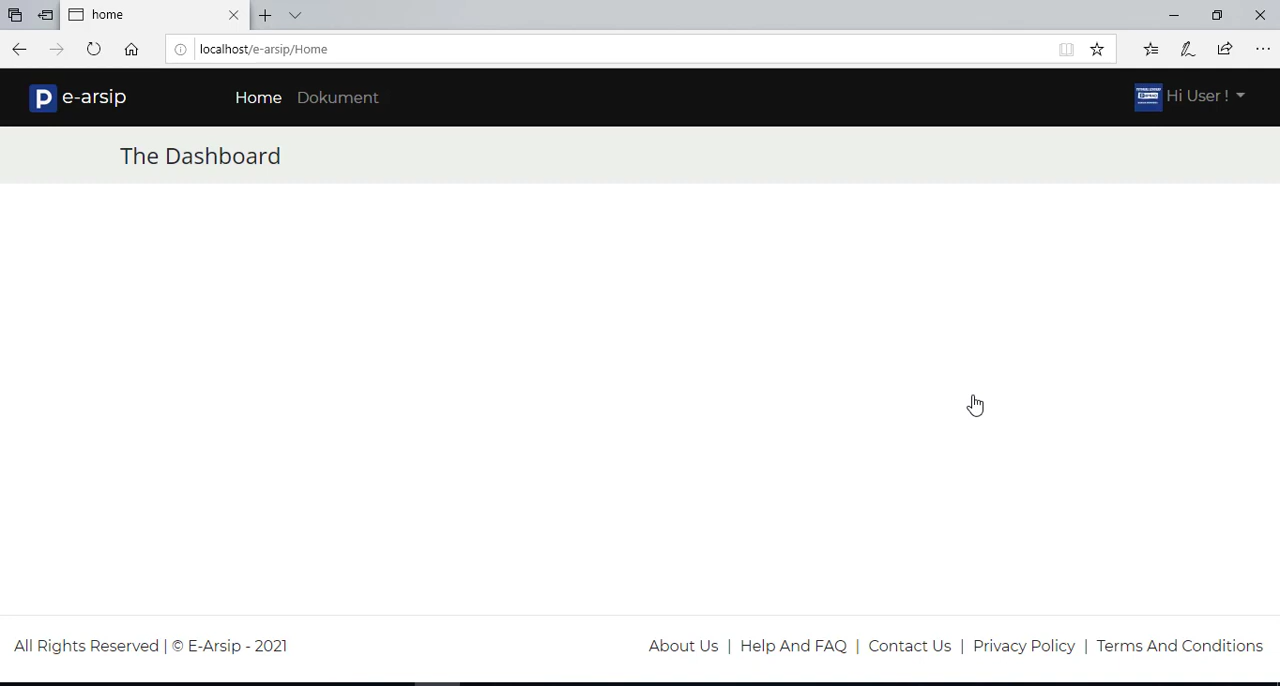 home
localhost/e-arsip/Home
P e-arsip Home Dokument Hi User !
The Dashboard
All Rights Reserved | © E-Arsip - 2021 About Us | Help And FAQ | Contact Us | Privacy Policy | Terms And Conditions